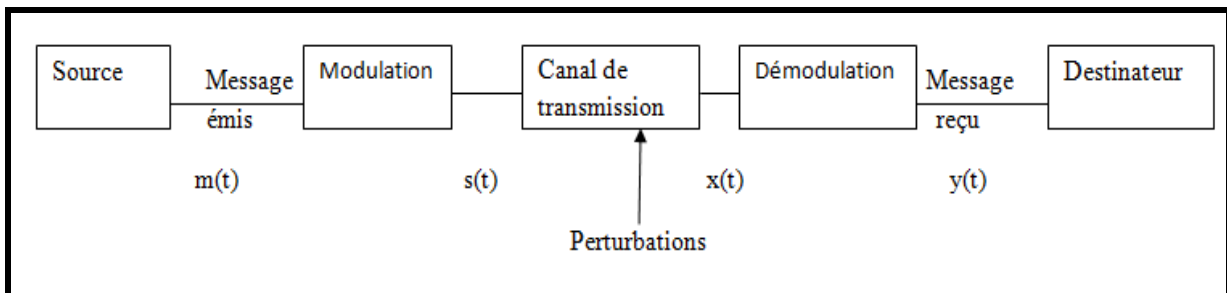 Source
Message
émis
Modulation
Canal de
transmission
Démodulation
Message
reçu
Destinateur
m(t)
s(t)
x(t)
y(t)
Perturbations